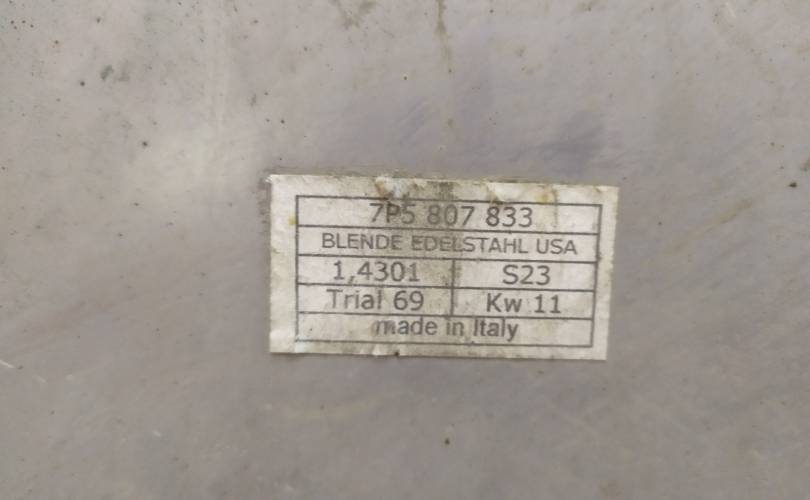 7P5 807 833
BLENDE EDELSTAHL USA
1,4301 S23
Trial 69 Kw 11
made in Italy